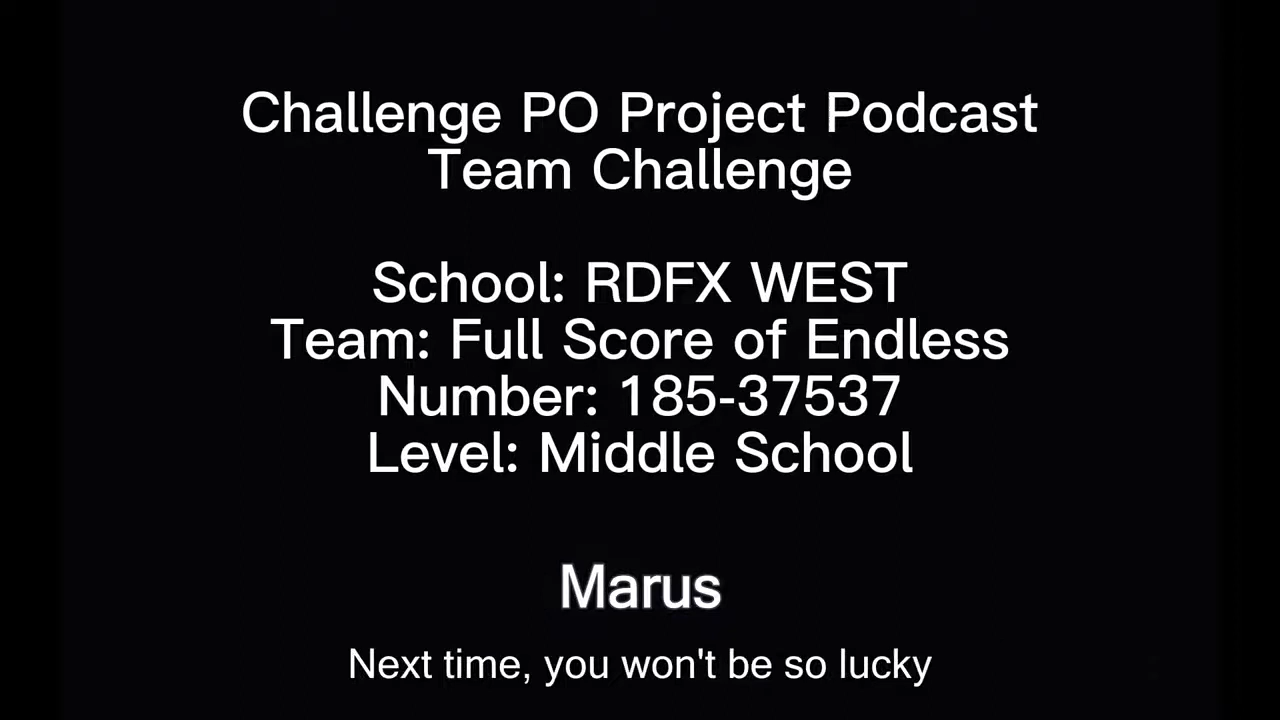 Challenge PO Project Podcast
Team Challenge
School: RDFX WEST
Team: Full Score of Endless
Number: 185-37537
Level: Middle School
Marus
Next time, you won't be so lucky